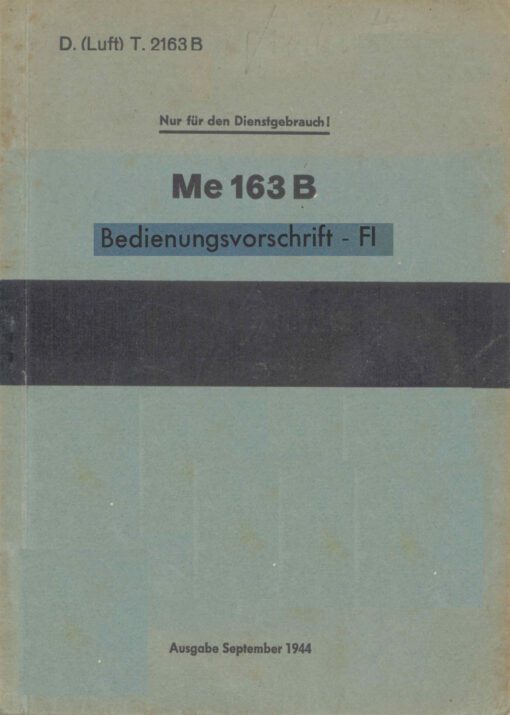 D. (Luft) T. 2163 B
Nur für den Dienstgebrauch!
Me 163 B
Bedienungsvorschrift - Fl
Ausgabe September 1944